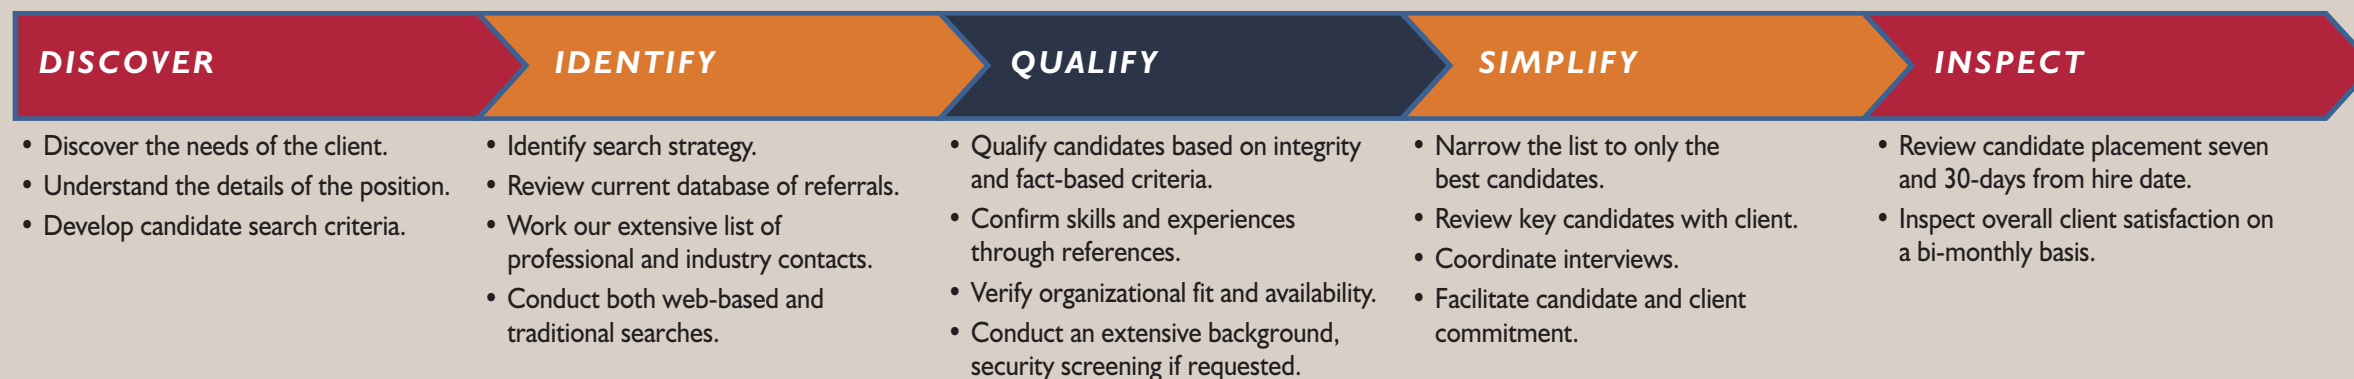 DISCOVER
IDENTIFY
QUALIFY
SIMPLIFY
INSPECT
• Discover the needs of the client.
• Understand the details of the position.
• Develop candidate search criteria.
• Identify search strategy.
• Review current database of referrals.
• Work our extensive list of
professional and industry contacts.
• Conduct both web-based and
traditional searches.
• Qualify candidates based on integrity
and fact-based criteria.
• Confirm skills and experiences
through references.
• Verify organizational fit and availability.
• Conduct an extensive background,
security screening if requested.
• Narrow the list to only the
best candidates.
• Review key candidates with client.
• Coordinate interviews.
• Facilitate candidate and client
commitment.
• Review candidate placement seven
and 30-days from hire date.
• Inspect overall client satisfaction on
a bi-monthly basis.